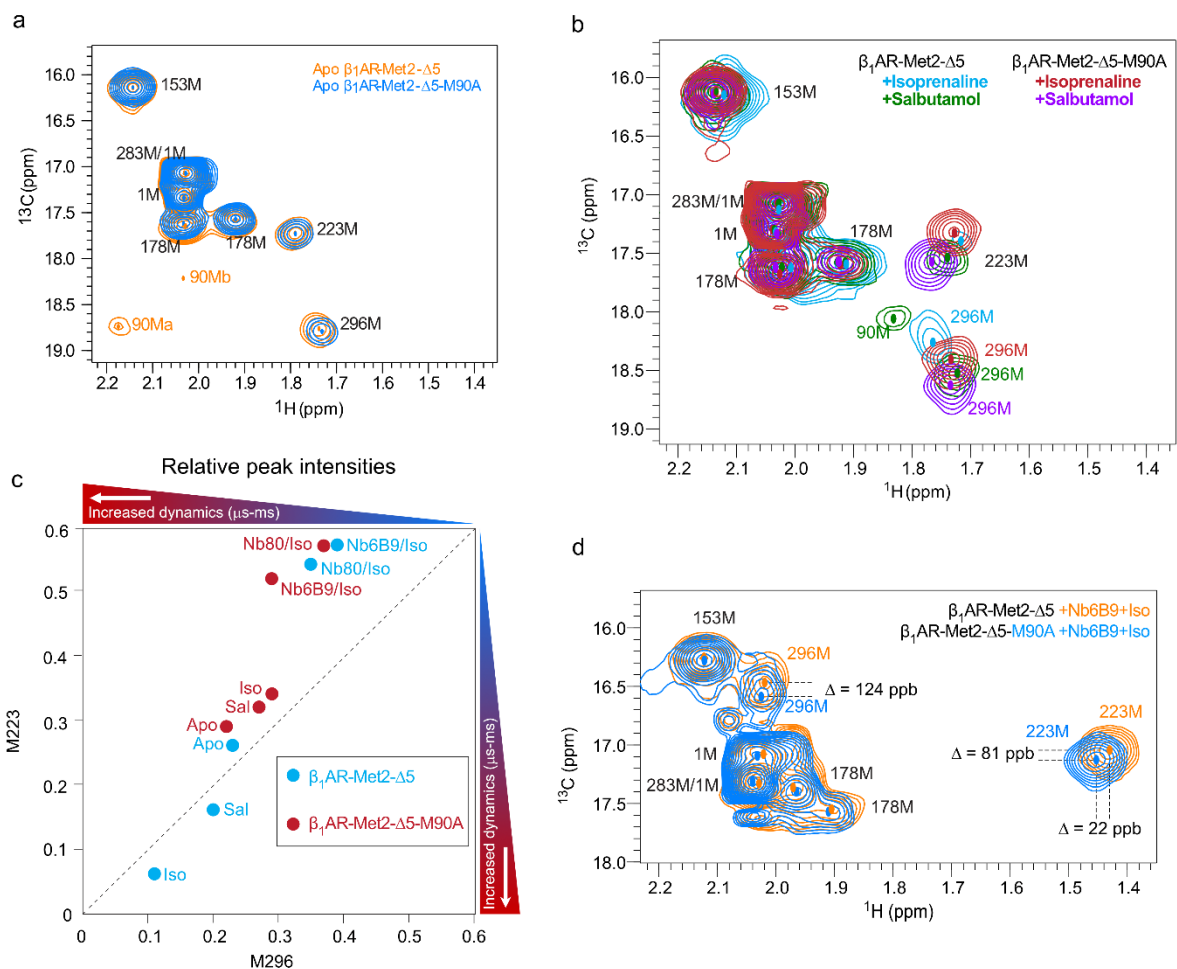 a
Apo β₁AR-Met2-Δ5
Apo β₁AR-Met2-Δ5-M90A
153M
283M/1M
1M
178M
178M
223M
90Mb
90Ma
296M
16.0
16.5
17.0
17.5
18.0
18.5
19.0
13C (ppm)
2.2 2.1 2.0 1.9 1.8 1.7 1.6 1.5 1.4
1H (ppm)
b
β₁AR-Met2-Δ5
+Isoprenaline
+Salbutamol
β₁AR-Met2-Δ5-M90A
+Isoprenaline
+Salbutamol
153M
283M/1M
1M
178M
178M
223M
90M
296M
296M
296M
296M
16.0
16.5
17.0
17.5
18.0
18.5
19.0
13C (ppm)
2.2 2.1 2.0 1.9 1.8 1.7 1.6 1.5 1.4
1H (ppm)
c
Relative peak intensities
Increased dynamics (μs-ms)
Increased dynamics (μs-ms)
Nb80/Iso
Nb6B9/Iso
Nb80/Iso
Nb6B9/Iso
Iso
Sal
Apo
Apo
Sal
Iso
β₁AR-Met2-Δ5
β₁AR-Met2-Δ5-M90A
0.6
0.5
0.4
0.3
0.2
0.1
0
M223
0 0.1 0.2 0.3 0.4 0.5 0.6
M296
d
β₁AR-Met2-Δ5 +Nb6B9+Iso
β₁AR-Met2-Δ5-M90A +Nb6B9+Iso
153M
296M
Δ = 124 ppb
296M
1M
283M/1M
178M
178M
223M
223M
Δ = 81 ppb
Δ = 22 ppb
16.0
16.5
17.0
17.5
18.0
13C (ppm)
2.2 2.1 2.0 1.9 1.8 1.7 1.6 1.5 1.4
1H (ppm)